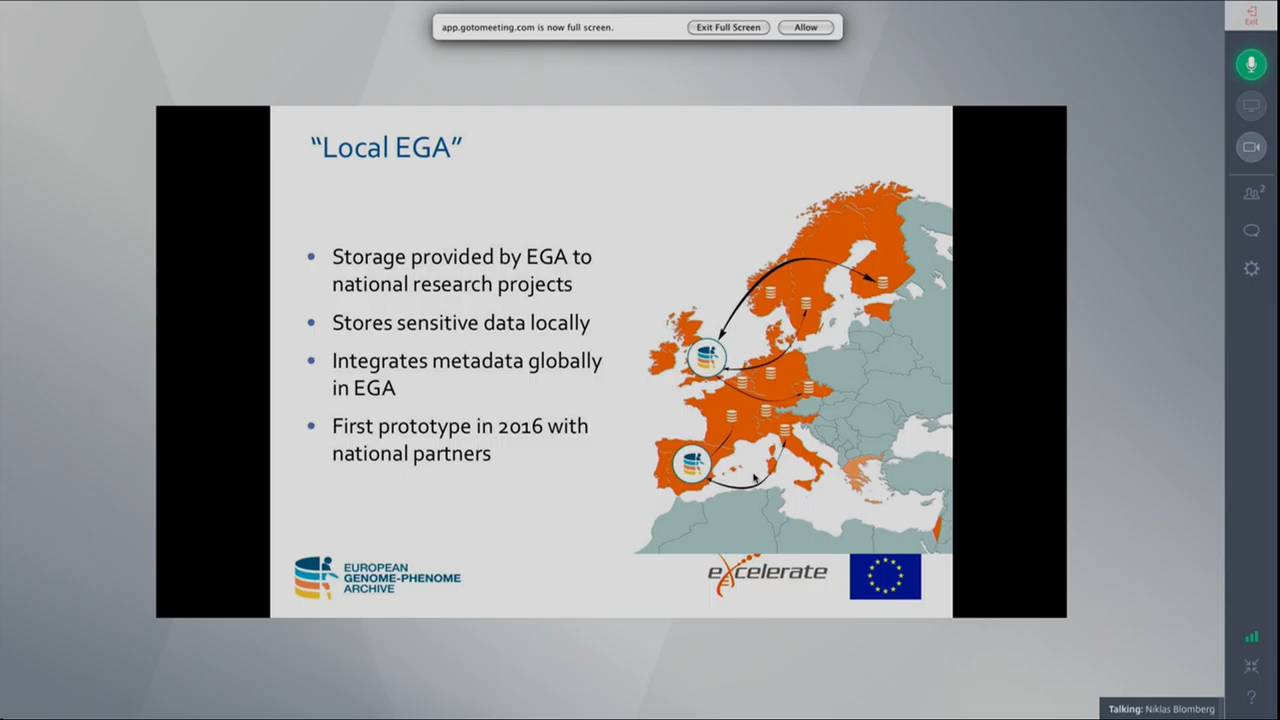 app.gotomeeting.com is now full screen.
Exit Full Screen
Allow
Exit
2
“Local EGA”
• Storage provided by EGA to
national research projects
• Stores sensitive data locally
• Integrates metadata globally
in EGA
• First prototype in 2016 with
national partners
EUROPEAN
GENOME-PHENOME
ARCHIVE
excelerate
?
Talking: Niklas Blomberg